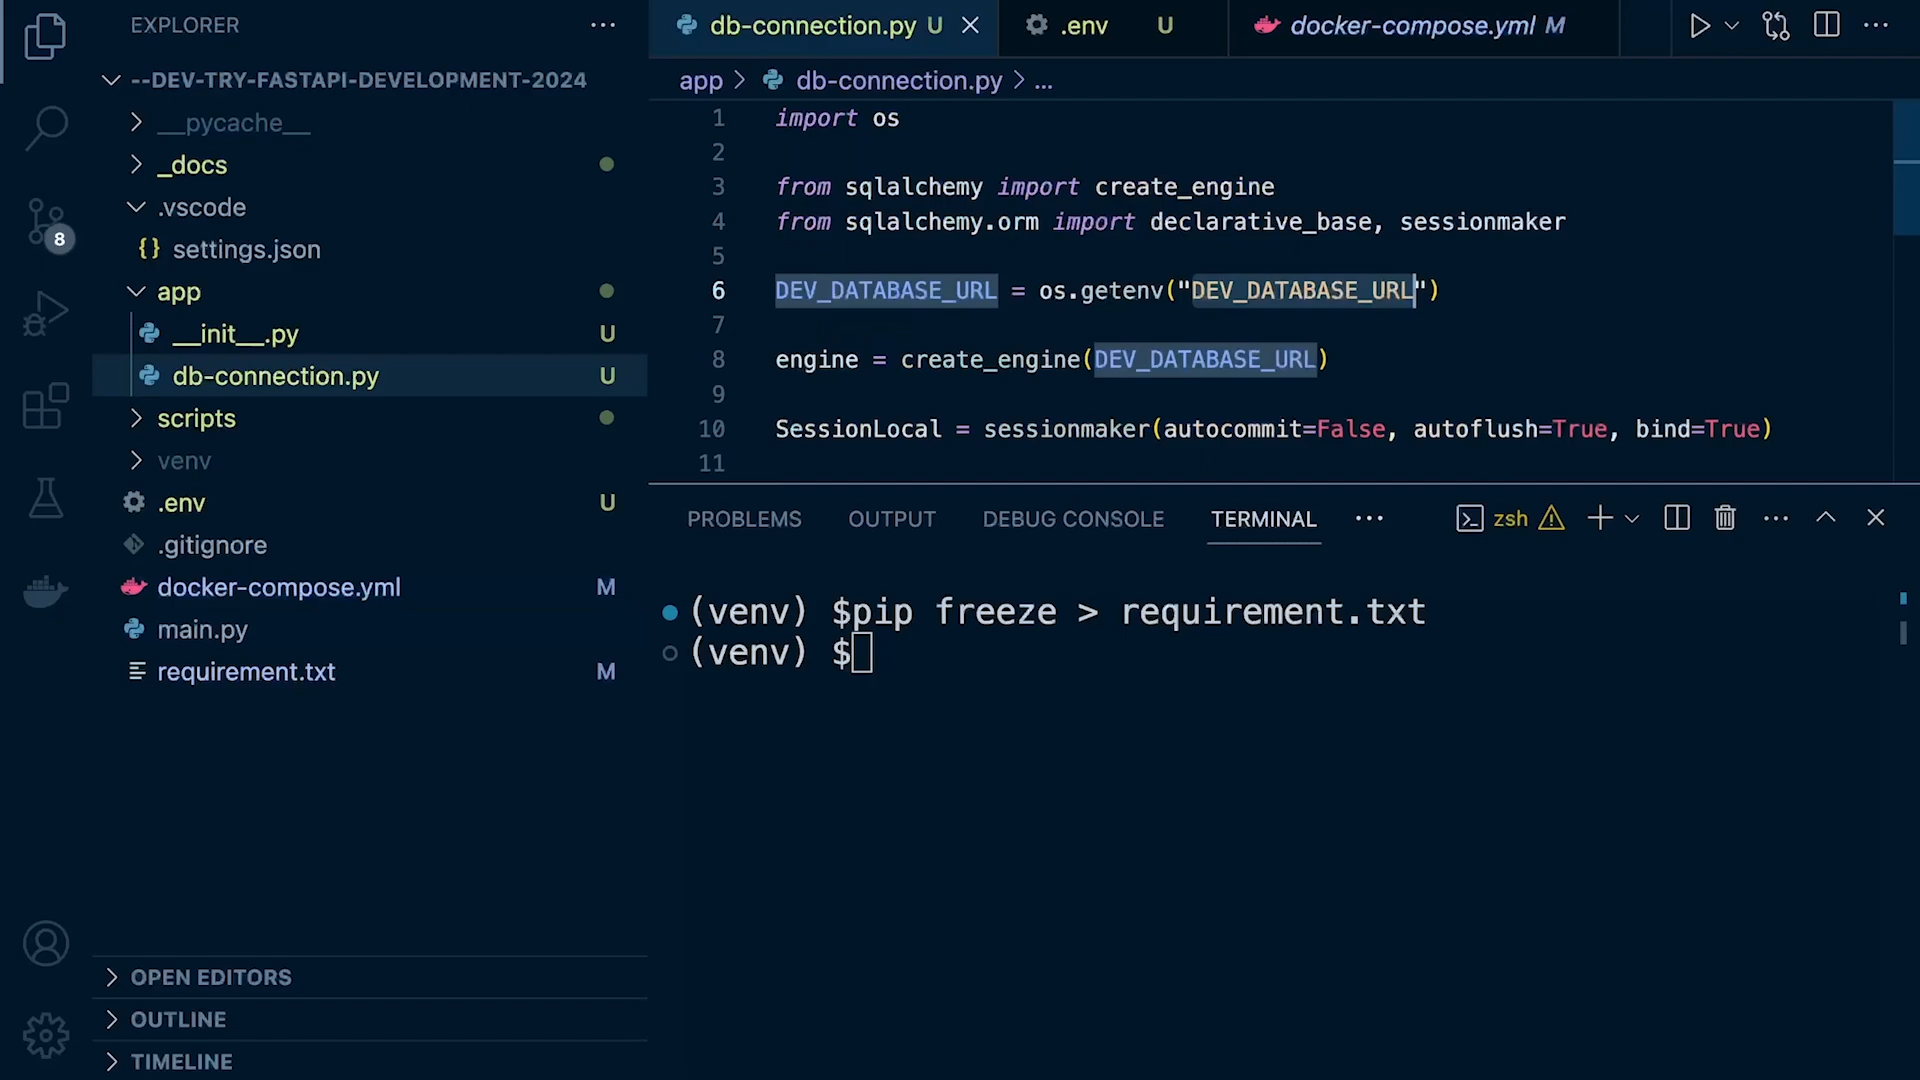 EXPLORER
--DEV-TRY-FASTAPI-DEVELOPMENT-2024
__pycache__
_docs
.vscode
{} settings.json
app
__init__.py U
db-connection.py U
scripts
venv
.env U
.gitignore
docker-compose.yml M
main.py
requirement.txt M
8
OPEN EDITORS
OUTLINE
TIMELINE
db-connection.py U
.env U
docker-compose.yml M
app > db-connection.py > ...
1 import os
2
3 from sqlalchemy import create_engine
4 from sqlalchemy.orm import declarative_base, sessionmaker
5
6 DEV_DATABASE_URL = os.getenv("DEV_DATABASE_URL")
7
8 engine = create_engine(DEV_DATABASE_URL)
9
10 SessionLocal = sessionmaker(autocommit=False, autoflush=True, bind=True)
11
PROBLEMS OUTPUT DEBUG CONSOLE TERMINAL ... zsh
(venv) $pip freeze > requirement.txt
(venv) $